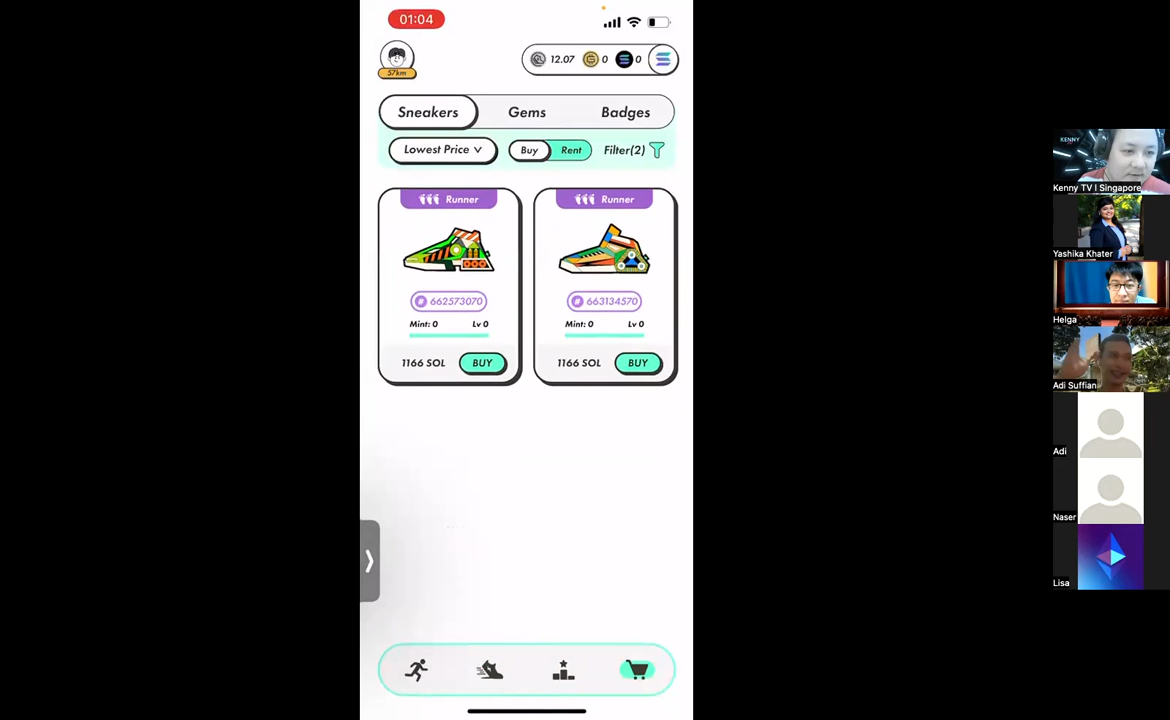 01:04
57km
12.07 0 0
Sneakers Gems Badges
Lowest Price Buy Rent Filter(2)
Runner
662573070
Mint: 0 Lv 0
1166 SOL BUY
Runner
663134570
Mint: 0 Lv 0
1166 SOL BUY
KENNY
Kenny TV I Singapore
Yashika Khater
Helga
Adi Suffian
Adi
Naser
Lisa